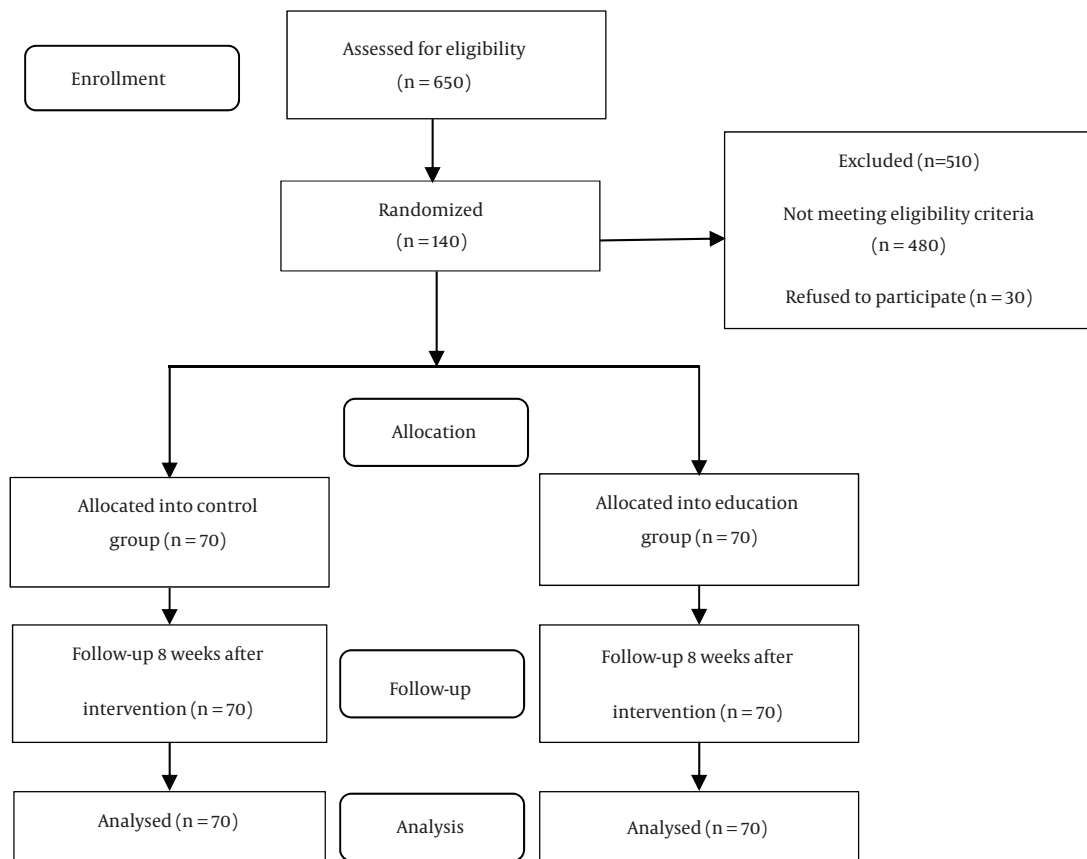 Assessed for eligibility
(n = 650)
Enrollment
Excluded (n=510)
Not meeting eligibility criteria
(n = 480)
Refused to participate (n = 30)
Randomized
(n = 140)
Allocation
Allocated into control
group (n = 70)
Allocated into education
group (n = 70)
Follow-up 8 weeks after
intervention (n = 70)
Follow-up
Follow-up 8 weeks after
intervention (n = 70)
Analysed (n = 70)
Analysis
Analysed (n = 70)